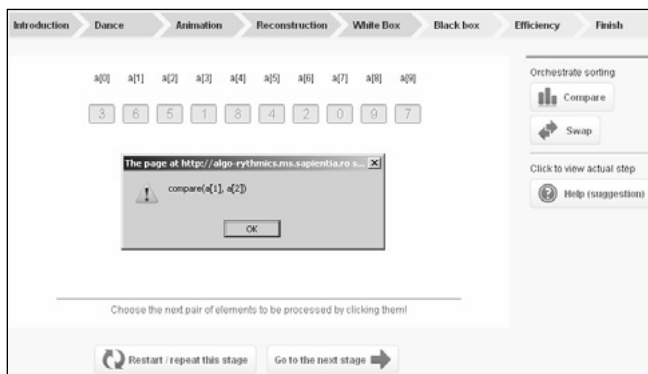 Introduction Dance Animation Reconstruction White Box Black box Efficiency Finish
a[0] a[1] a[2] a[3] a[4] a[5] a[6] a[7] a[8] a[9]
3 6 5 1 8 4 2 0 9 7
Orchestrate sorting
Compare
Swap
Click to view actual step
Help (suggestion)
The page at http://algo-rythmics.ms.sapientia.ro s...
compare(a[1], a[2])
OK
Choose the next pair of elements to be processed by clicking them!
Restart / repeat this stage
Go to the next stage